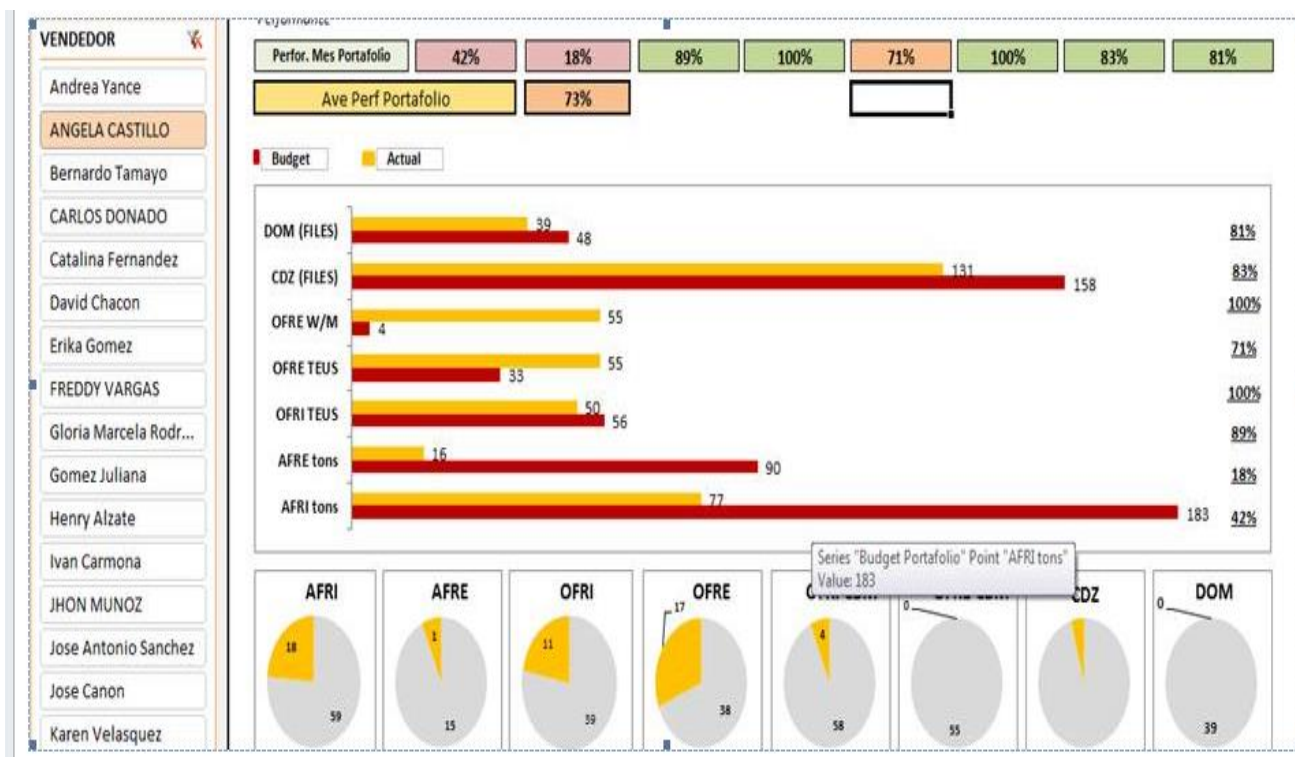 VENDEDOR
Andrea Yance
ANGELA CASTILLO
Bernardo Tamayo
CARLOS DONADO
Catalina Fernandez
David Chacon
Erika Gomez
FREDDY VARGAS
Gloria Marcela Rodr...
Gomez Juliana
Henry Alzate
Ivan Carmona
JHON MUNOZ
Jose Antonio Sanchez
Jose Canon
Karen Velasquez
Performance
Perfor. Mes Portafolio 42% 18% 89% 100% 71% 100% 83% 81%
Ave Perf Portafolio 73%
Budget Actual
DOM (FILES) 39 48 81%
CDZ (FILES) 131 158 83%
100%
OFRE W/M 55 4
71%
OFRE TEUS 55 33
100%
OFRI TEUS 50 56
89%
AFRE tons 16 90
18%
AFRI tons 77 183 42%
Series "Budget Portafolio" Point "AFRI tons"
Value: 183
AFRI 18 59
AFRE 1 15
OFRI 11 39
OFRE 17 38
4 58
0 55
CDZ
DOM 0 39